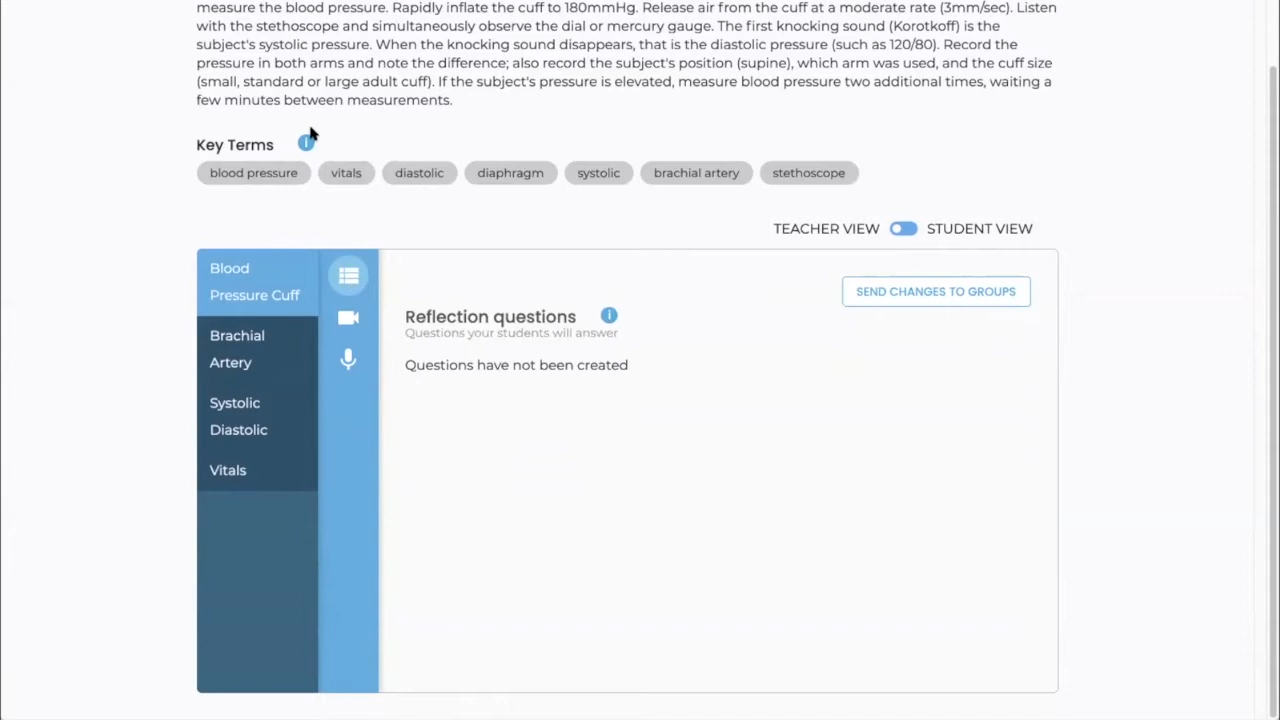 measure the blood pressure. Rapidly inflate the cuff to 180mmHg. Release air from the cuff at a moderate rate (3mm/sec). Listen
with the stethoscope and simultaneously observe the dial or mercury gauge. The first knocking sound (Korotkoff) is the
subject's systolic pressure. When the knocking sound disappears, that is the diastolic pressure (such as 120/80). Record the
pressure in both arms and note the difference; also record the subject's position (supine), which arm was used, and the cuff size
(small, standard or large adult cuff). If the subject's pressure is elevated, measure blood pressure two additional times, waiting a
few minutes between measurements.
Key Terms i
blood pressure vitals diastolic diaphragm systolic brachial artery stethoscope
TEACHER VIEW STUDENT VIEW
Blood
Pressure Cuff
Brachial
Artery
Systolic
Diastolic
Vitals
SEND CHANGES TO GROUPS
Reflection questions i
Questions your students will answer
Questions have not been created